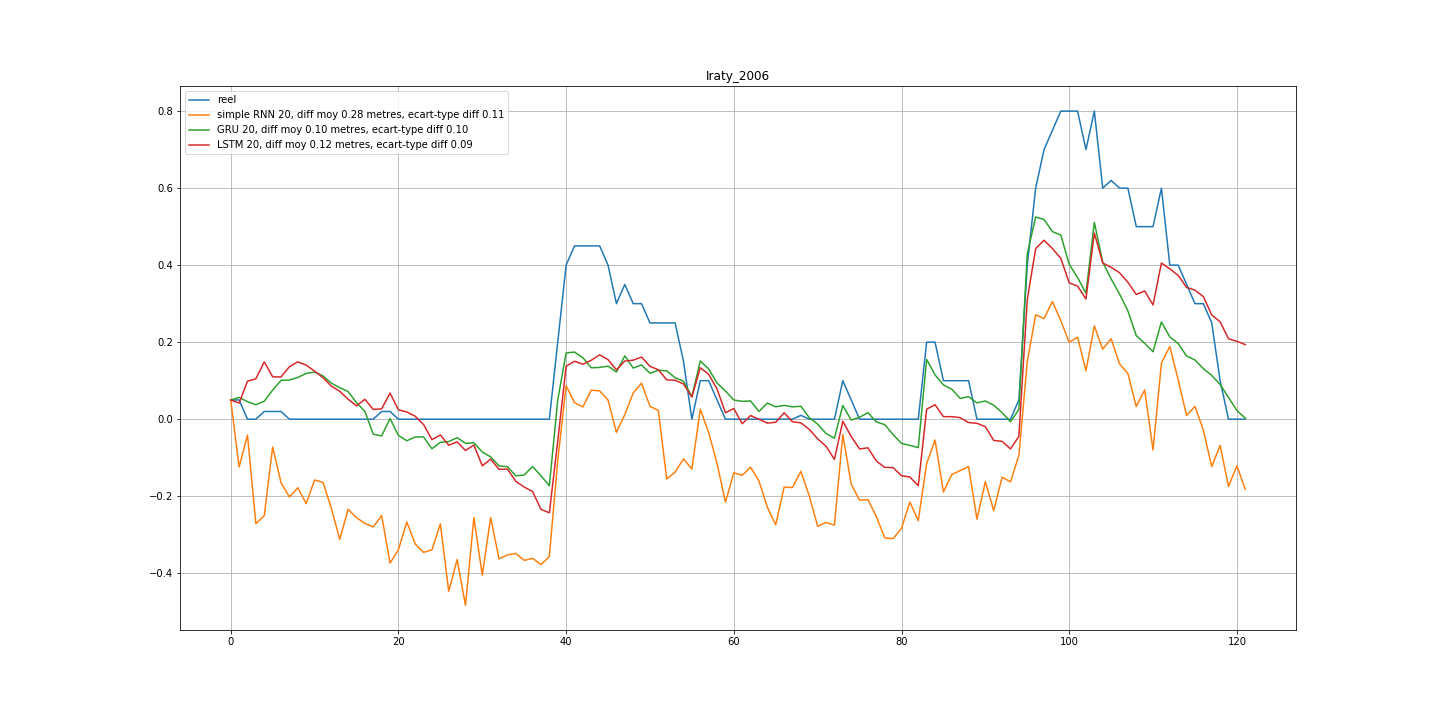 Iraty_2006
reel
simple RNN 20, diff moy 0.28 metres, ecart-type diff 0.11
GRU 20, diff moy 0.10 metres, ecart-type diff 0.10
LSTM 20, diff moy 0.12 metres, ecart-type diff 0.09
0.8
0.6
0.4
0.2
0.0
−0.2
−0.4
0 20 40 60 80 100 120